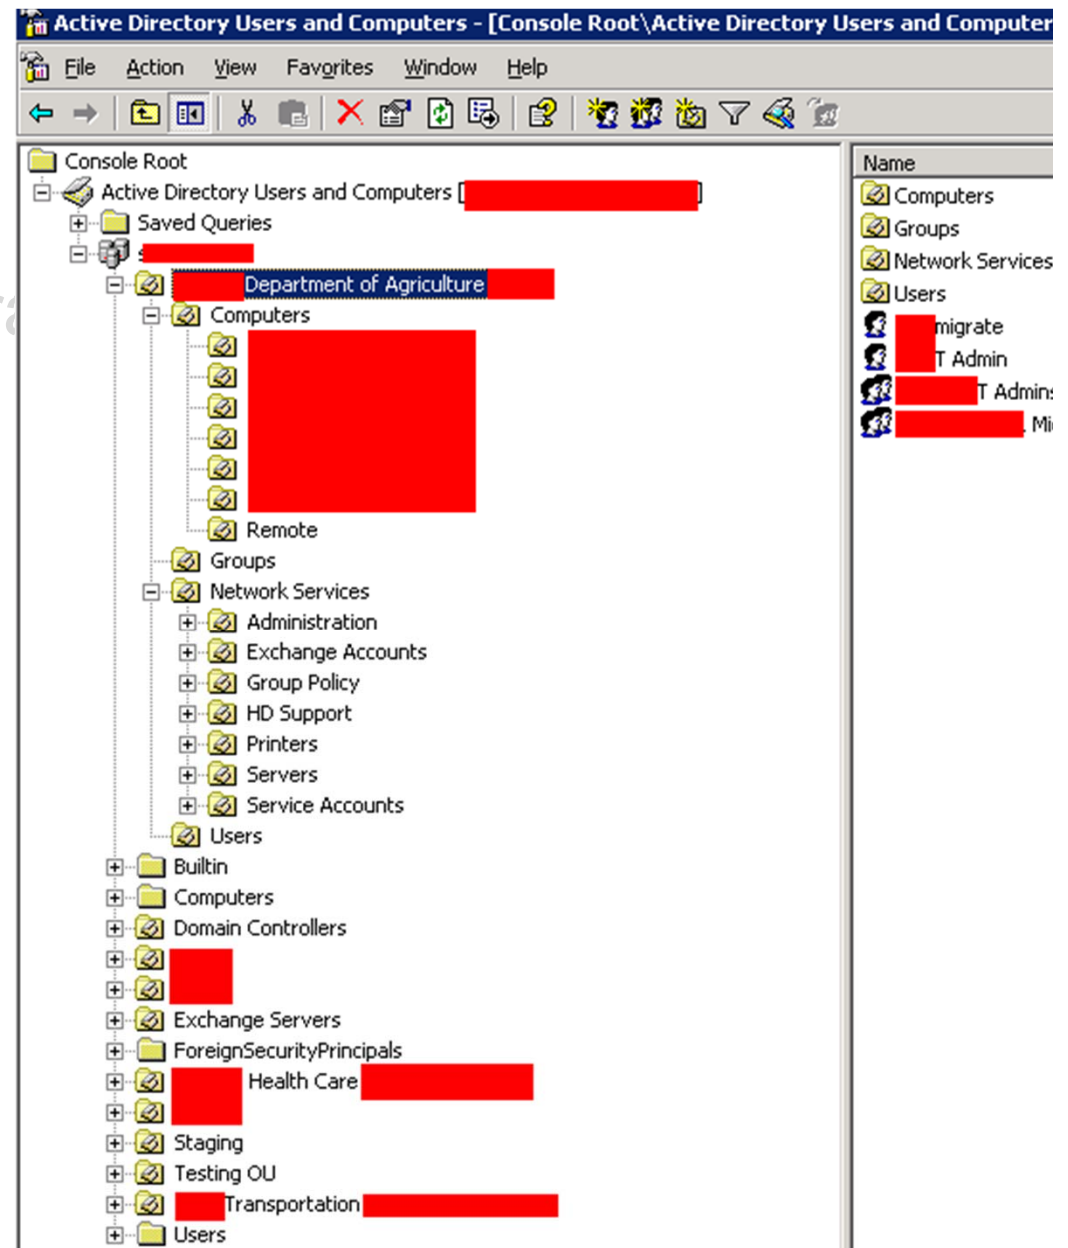 Active Directory Users and Computers - [Console Root\Active Directory Users and Computer
File Action View Favorites Window Help
Console Root
Active Directory Users and Computers [ ]
Saved Queries
s
Department of Agriculture
Computers
Remote
Groups
Network Services
Administration
Exchange Accounts
Group Policy
HD Support
Printers
Servers
Service Accounts
Users
Builtin
Computers
Domain Controllers
Exchange Servers
ForeignSecurityPrincipals
Health Care
Staging
Testing OU
Transportation
Users
Name
Computers
Groups
Network Services
Users
migrate
T Admin
T Admins
. Mi